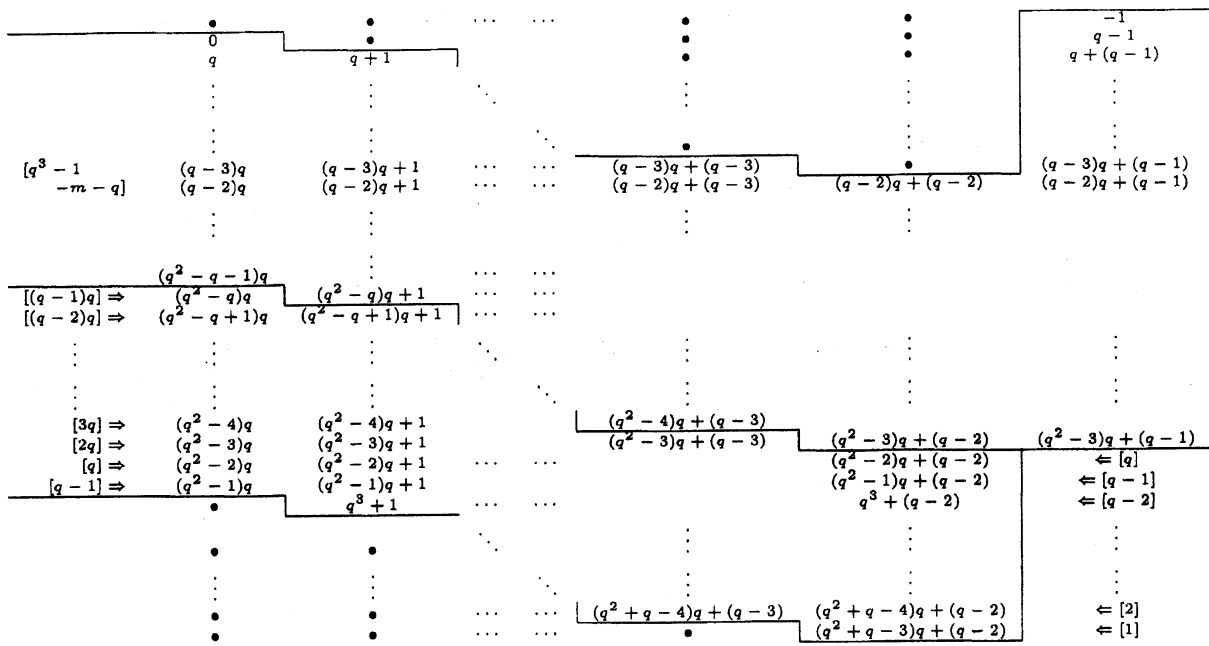 • ⋯ ⋯ • • −1
0 • • • q − 1
q q + 1 • • q + (q − 1)
[q³ − 1 (q − 3)q (q − 3)q + 1 ⋯ ⋯ (q − 3)q + (q − 3) • (q − 3)q + (q − 1)
−m − q] (q − 2)q (q − 2)q + 1 ⋯ ⋯ (q − 2)q + (q − 3) (q − 2)q + (q − 2) (q − 2)q + (q − 1)
(q² − q − 1)q ⋯ ⋯
[(q − 1)q] ⇒ (q² − q)q (q² − q)q + 1 ⋯ ⋯
[(q − 2)q] ⇒ (q² − q + 1)q (q² − q + 1)q + 1 ⋯ ⋯
[3q] ⇒ (q² − 4)q (q² − 4)q + 1 (q² − 4)q + (q − 3)
[2q] ⇒ (q² − 3)q (q² − 3)q + 1 (q² − 3)q + (q − 3) (q² − 3)q + (q − 2) (q² − 3)q + (q − 1)
[q] ⇒ (q² − 2)q (q² − 2)q + 1 ⋯ ⋯ (q² − 2)q + (q − 2) ⇐ [q]
[q − 1] ⇒ (q² − 1)q (q² − 1)q + 1 (q² − 1)q + (q − 2) ⇐ [q − 1]
• q³ + 1 ⋯ ⋯ q³ + (q − 2) ⇐ [q − 2]
• •
• • ⋯ ⋯ (q² + q − 4)q + (q − 3) (q² + q − 4)q + (q − 2) ⇐ [2]
• • ⋯ ⋯ • (q² + q − 3)q + (q − 2) ⇐ [1]